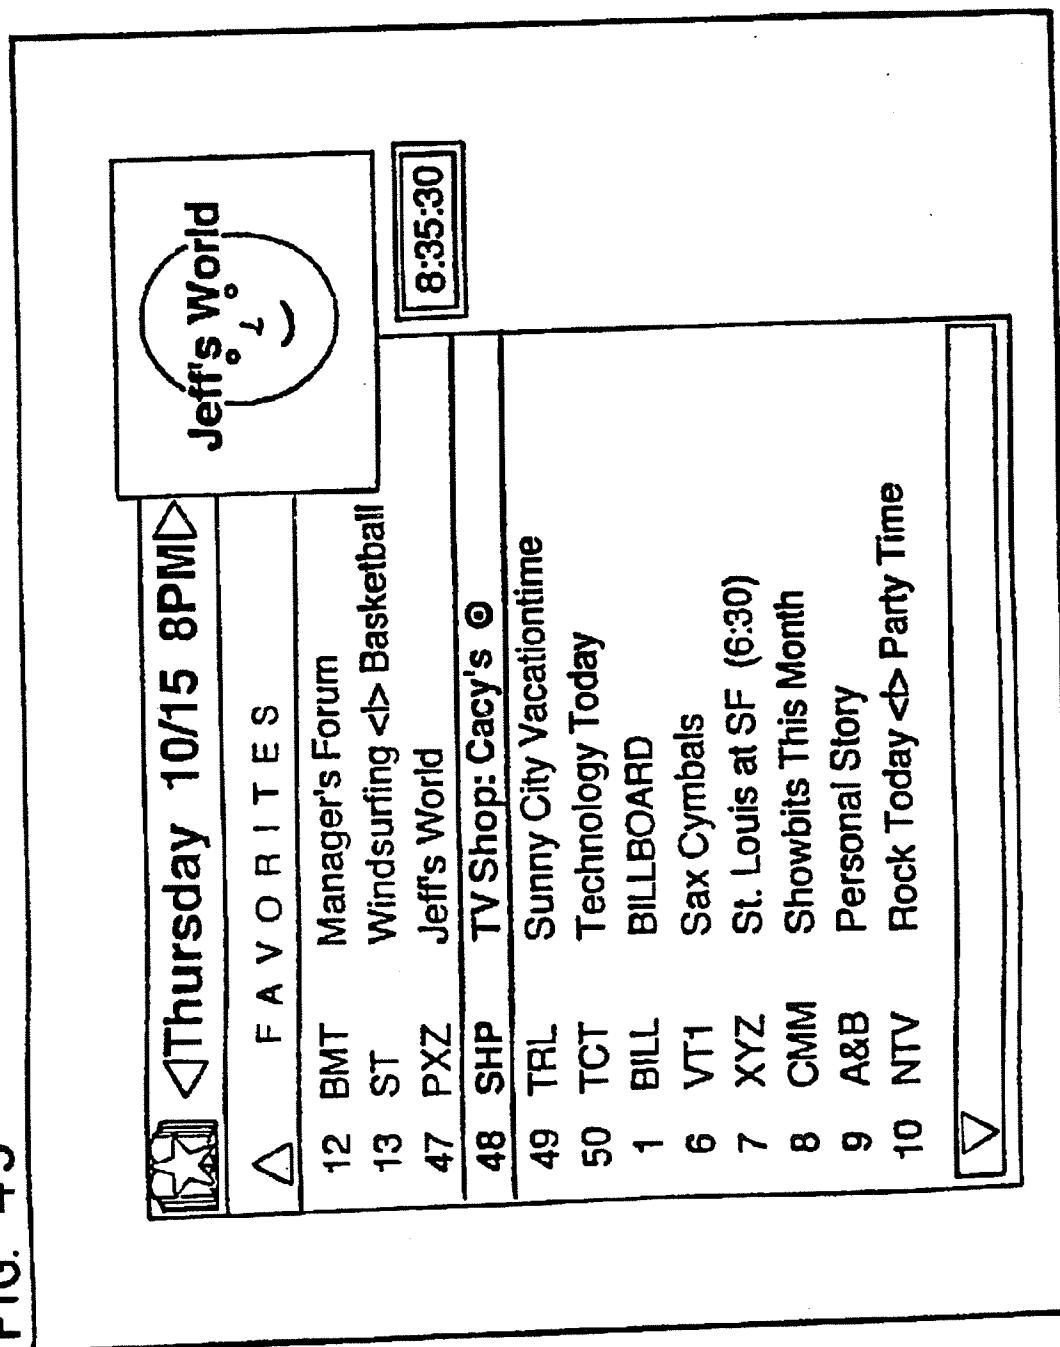 FIG. 45
Jeff's World
Thursday 10/15 8PM
8:35:30
FAVORITES
12 BMT Manager's Forum
13 ST Windsurfing <|> Basketball
47 PXZ Jeff's World
48 SHP TV Shop: Cacy's
49 TRL Sunny City Vacationtime
50 TCT Technology Today
1 BILL BILLBOARD
6 VT1 Sax Cymbals
7 XYZ St. Louis at SF (6:30)
8 CMM Showbits This Month
9 A&B Personal Story
10 NTV Rock Today <|> Party Time